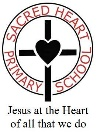 SACRED HEART
PRIMARY SCHOOL
Jesus at the Heart
of all that we do